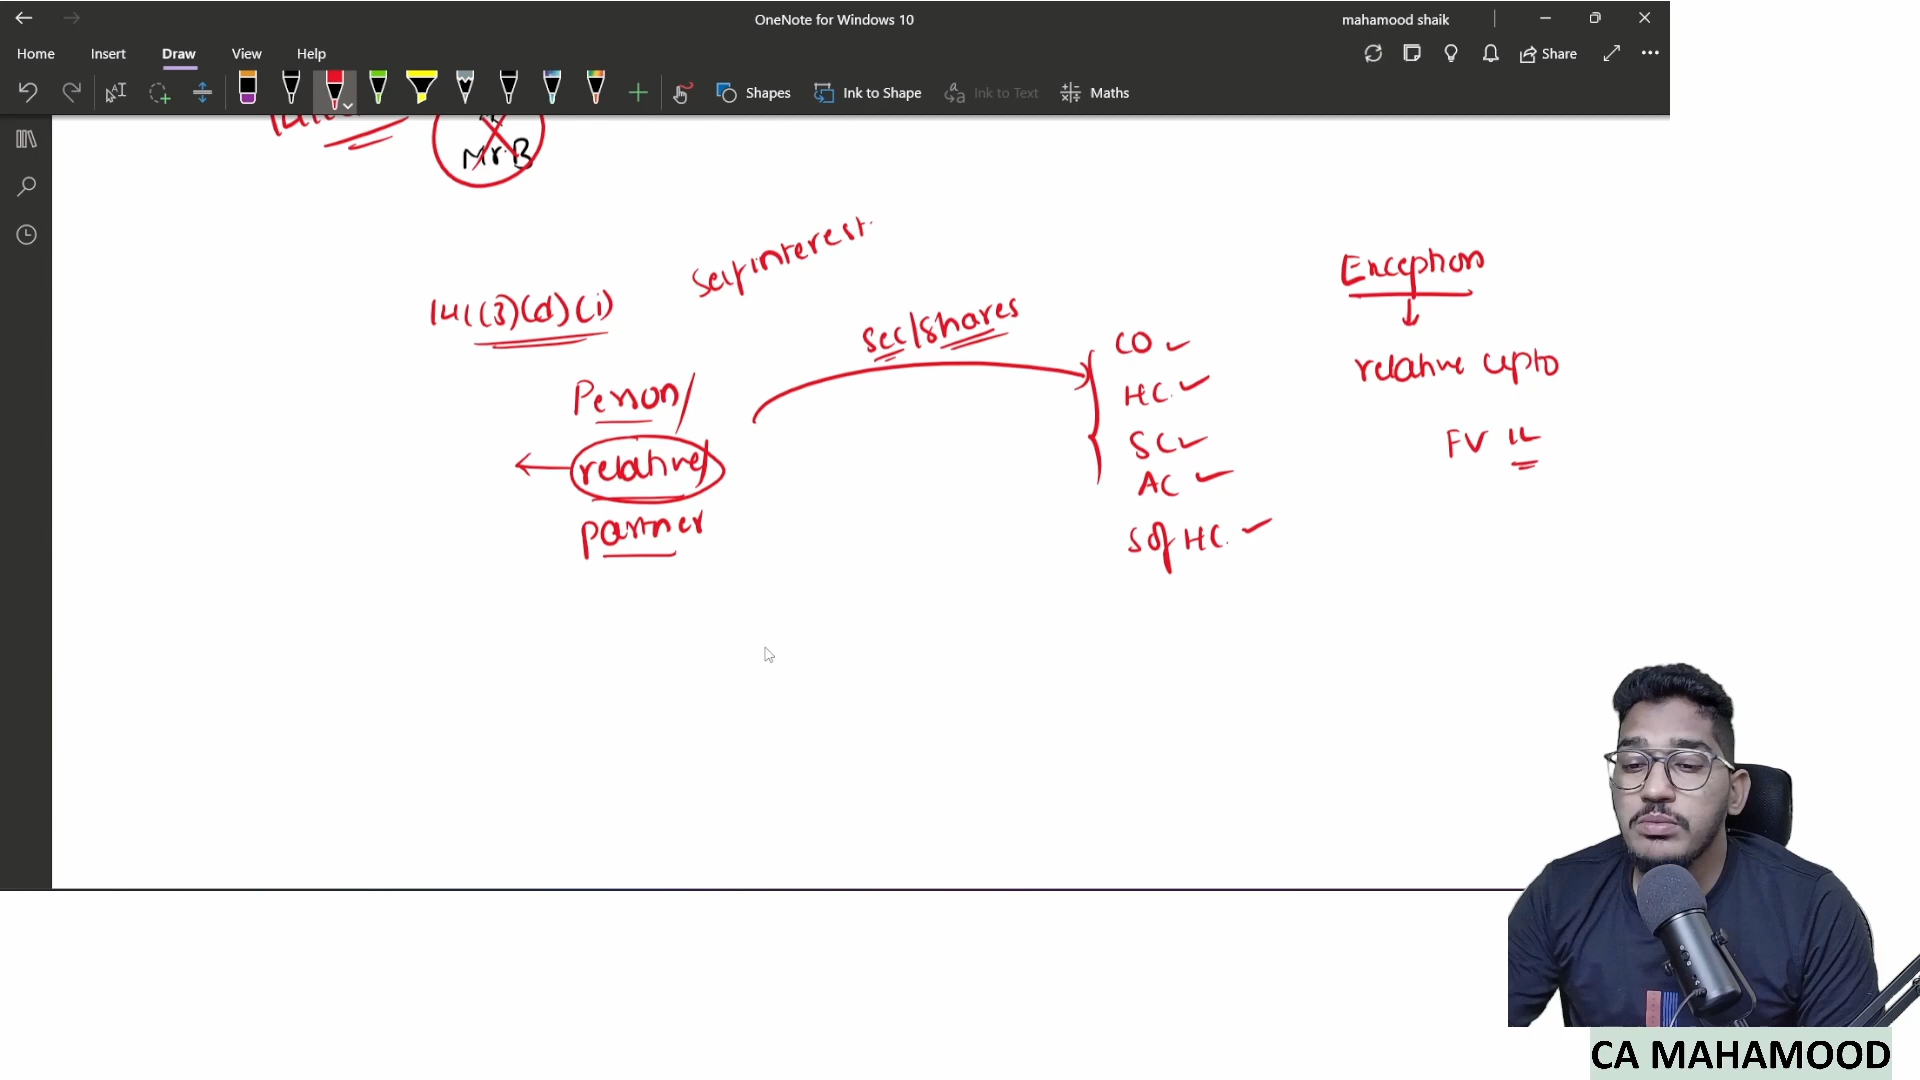 OneNote for Windows 10
mahamood shaik
Home Insert Draw View Help
Share
Shapes Ink to Shape Ink to Text Maths
Mr. B
Self interest.
141(3)(d)(i)
Sec/Shares
Exception
relative upto
FV 1L
Person/
relative/
partner
CO
HC.
SC
AC
S of HC.
CA MAHAMOOD